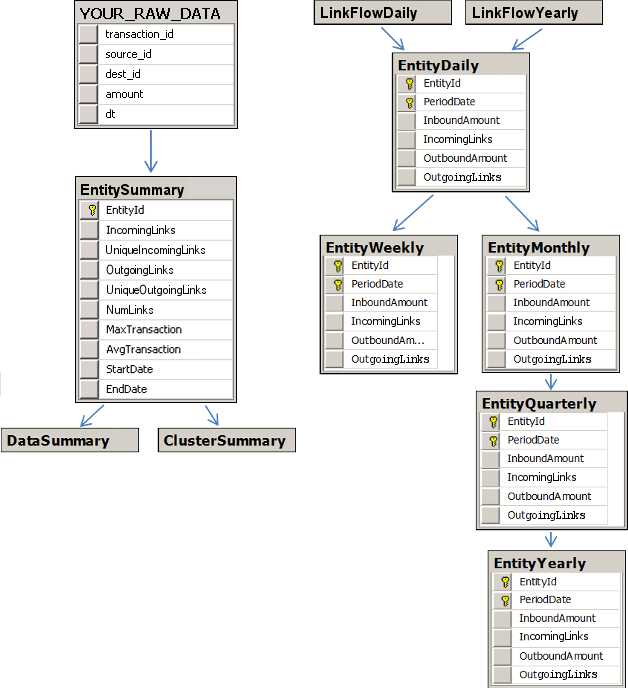 YOUR_RAW_DATA
transaction_id
source_id
dest_id
amount
dt
EntitySummary
EntityId
IncomingLinks
UniqueIncomingLinks
OutgoingLinks
UniqueOutgoingLinks
NumLinks
MaxTransaction
AvgTransaction
StartDate
EndDate
DataSummary
ClusterSummary
LinkFlowDaily
LinkFlowYearly
EntityDaily
EntityId
PeriodDate
InboundAmount
IncomingLinks
OutboundAmount
OutgoingLinks
EntityWeekly
EntityId
PeriodDate
InboundAmount
IncomingLinks
OutboundAm...
OutgoingLinks
EntityMonthly
EntityId
PeriodDate
InboundAmount
IncomingLinks
OutboundAmount
OutgoingLinks
EntityQuarterly
EntityId
PeriodDate
InboundAmount
IncomingLinks
OutboundAmount
OutgoingLinks
EntityYearly
EntityId
PeriodDate
InboundAmount
IncomingLinks
OutboundAmount
OutgoingLinks